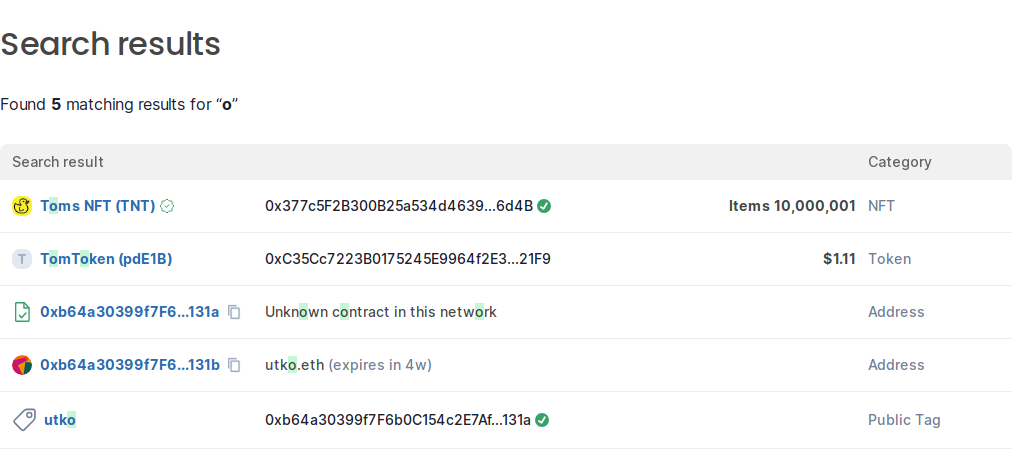 Search results
Found 5 matching results for “o”
Search result Category
Toms NFT (TNT) 0x377c5F2B300B25a534d4639...6d4B Items 10,000,001 NFT
T TomToken (pdE1B) 0xC35Cc7223B0175245E9964f2E3...21F9 $1.11 Token
0xb64a30399f7F6...131a Unknown contract in this network Address
0xb64a30399f7F6...131b utko.eth (expires in 4w) Address
utko 0xb64a30399f7F6b0C154c2E7Af...131a Public Tag